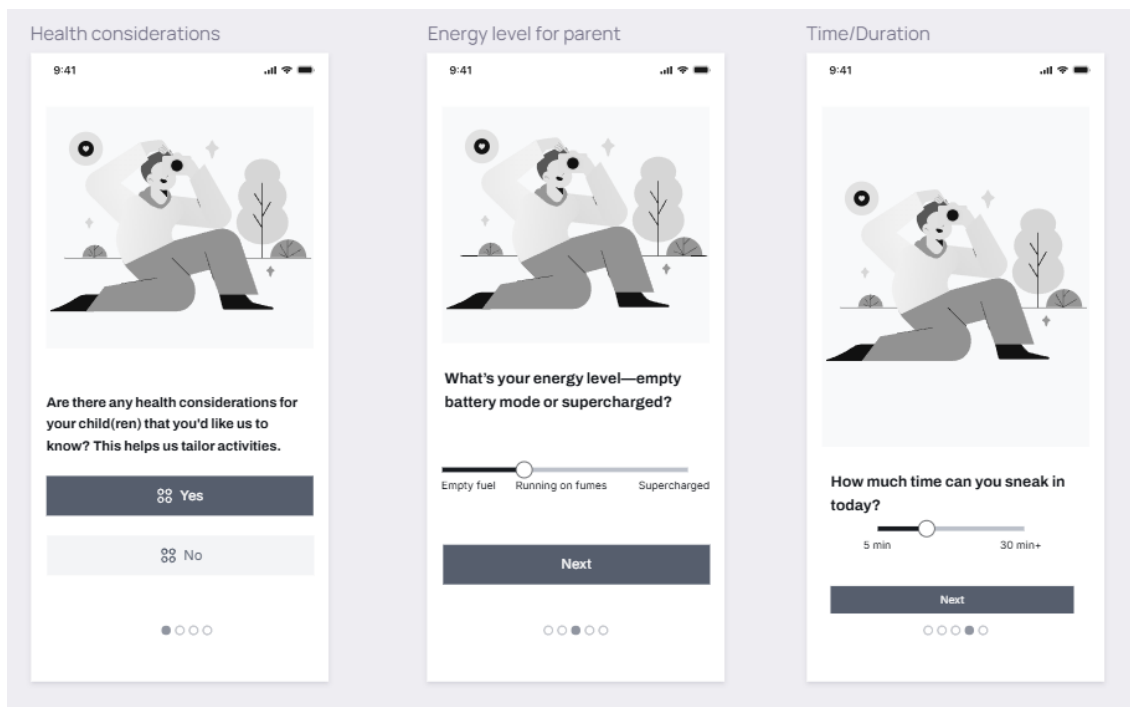 Health considerations
9:41
Are there any health considerations for
your child(ren) that you'd like us to
know? This helps us tailor activities.
Yes
No
Energy level for parent
9:41
What's your energy level—empty
battery mode or supercharged?
Empty fuel Running on fumes Supercharged
Next
Time/Duration
9:41
How much time can you sneak in
today?
5 min 30 min+
Next